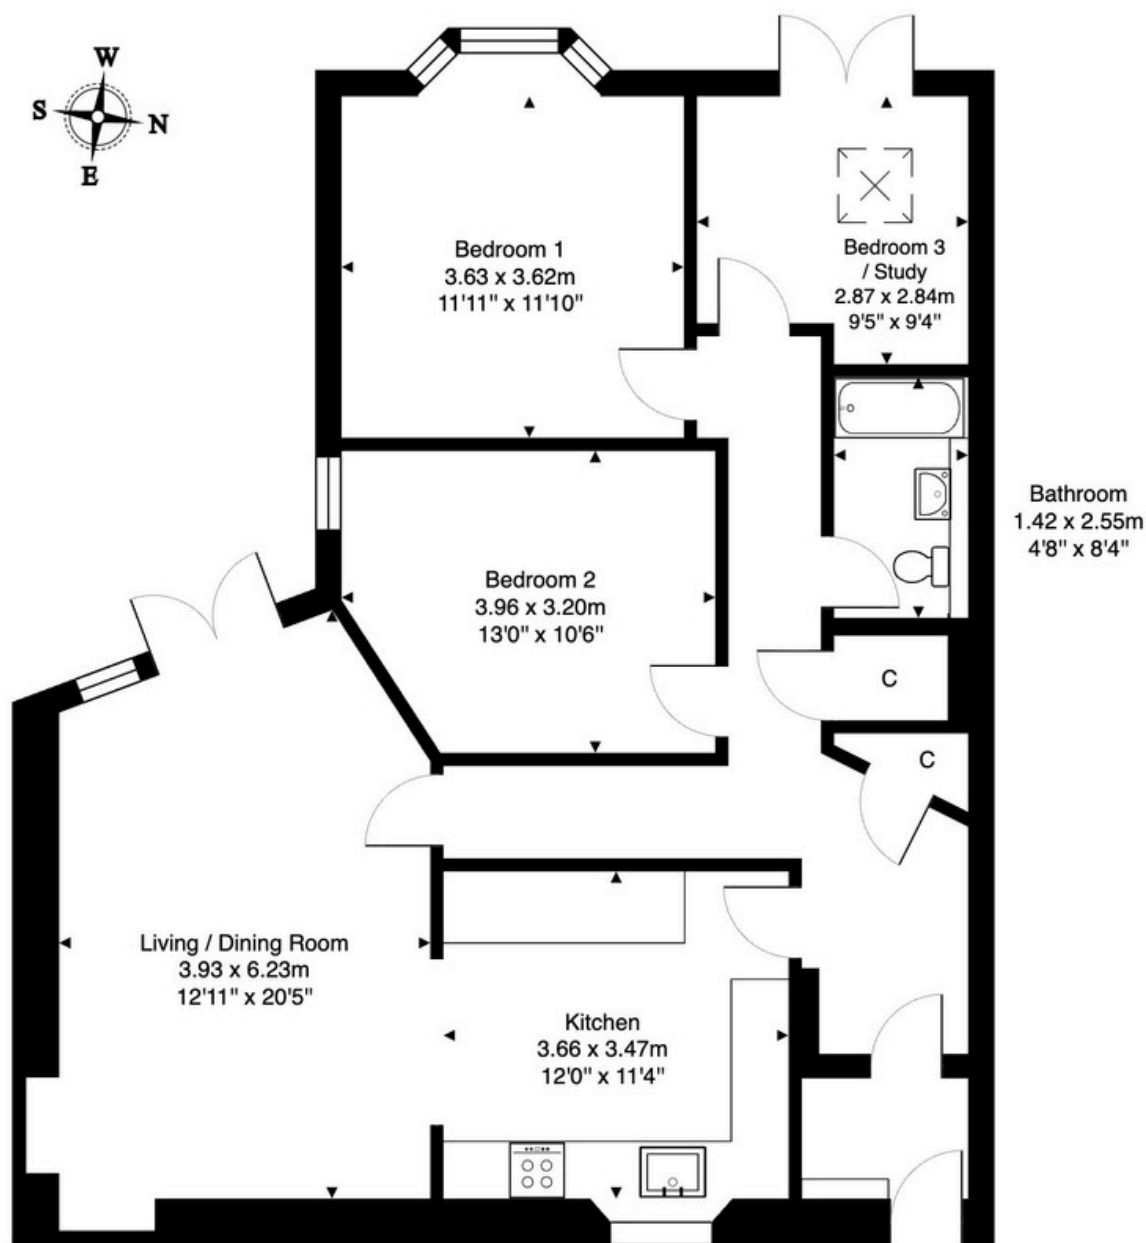 W
S
N
E
Bedroom 1
3.63 x 3.62m
11'11" x 11'10"
Bedroom 3
/ Study
2.87 x 2.84m
9'5" x 9'4"
Bathroom
1.42 x 2.55m
4'8" x 8'4"
Bedroom 2
3.96 x 3.20m
13'0" x 10'6"
C
C
Living / Dining Room
3.93 x 6.23m
12'11" x 20'5"
Kitchen
3.66 x 3.47m
12'0" x 11'4"